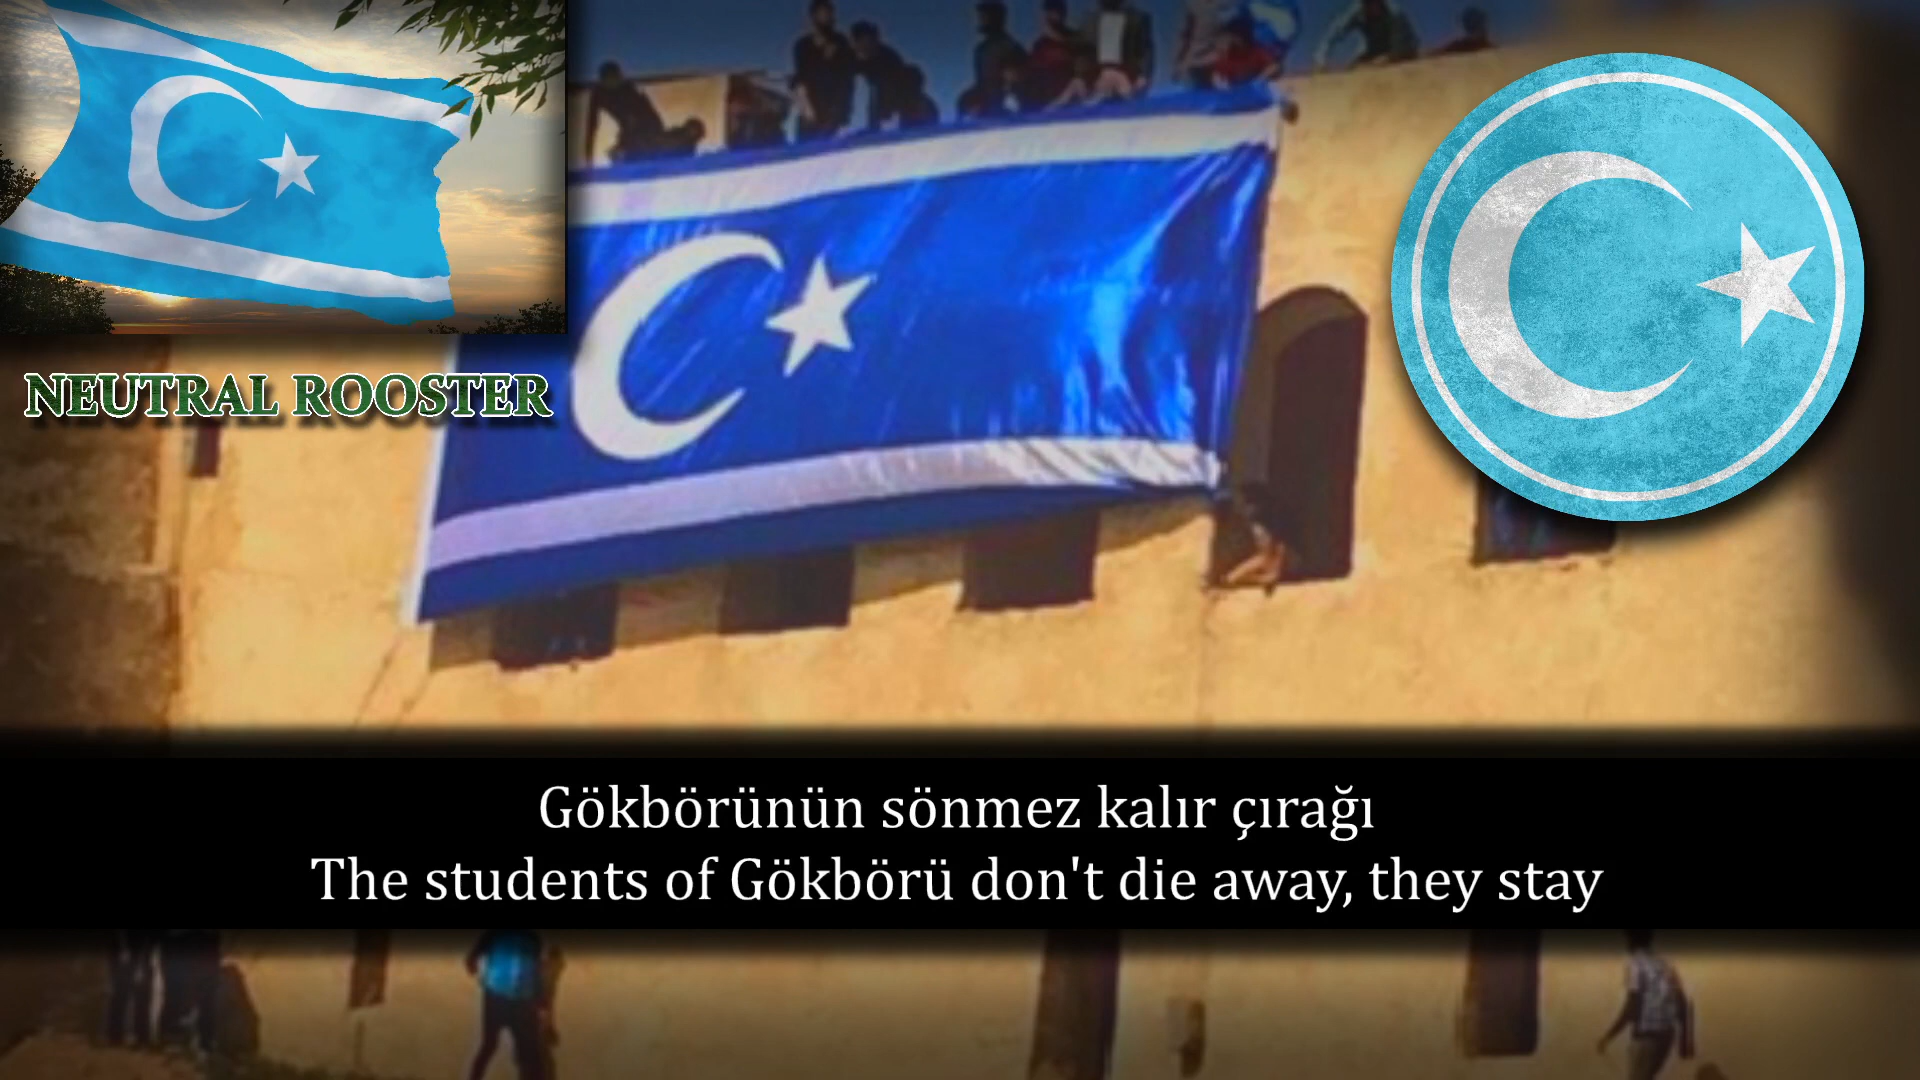 NEUTRAL ROOSTER
Gökbörünün sönmez kalır çırağı
The students of Gökbörü don't die away, they stay